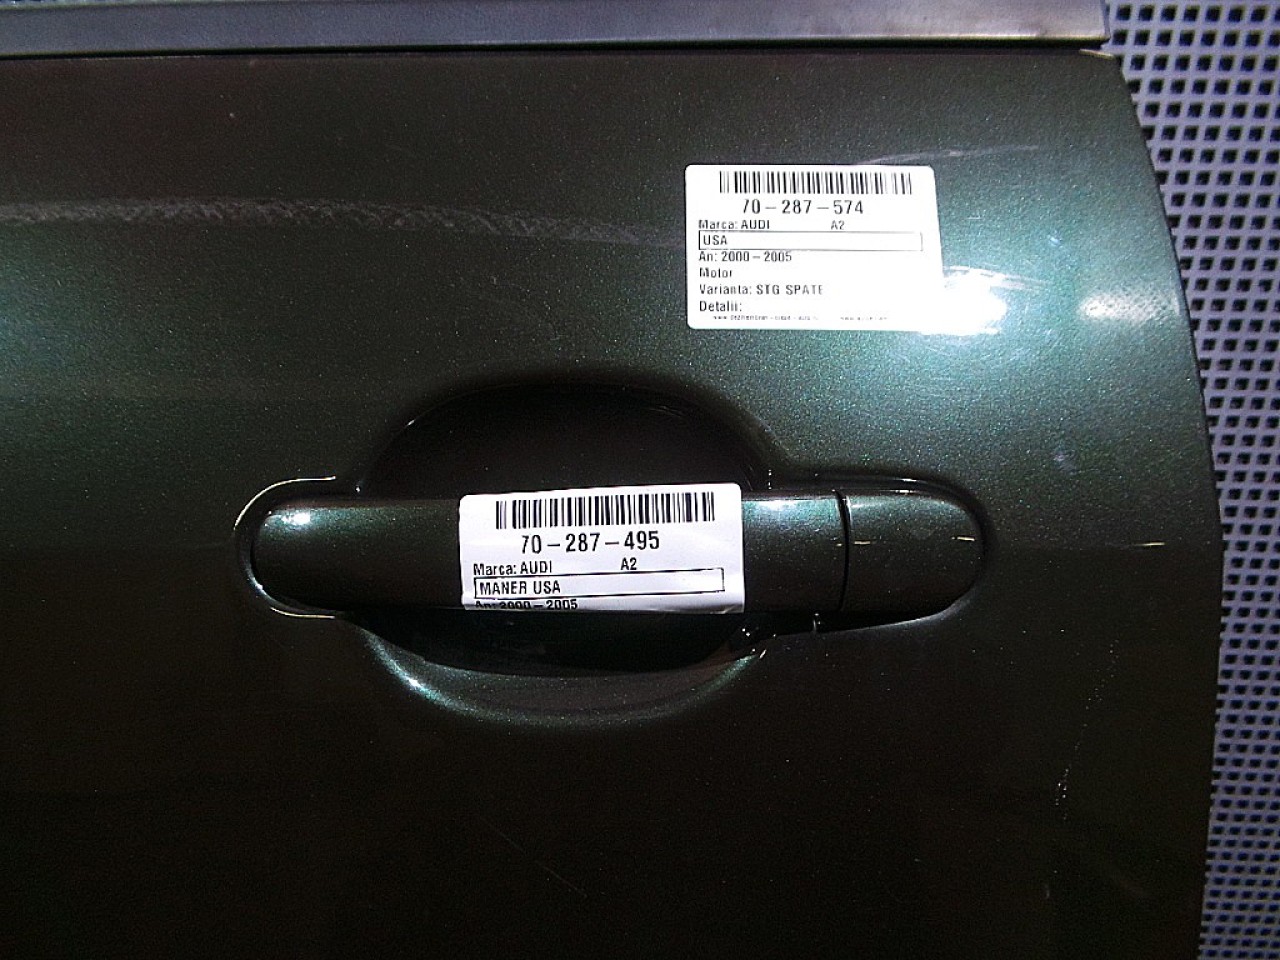 70-287-574
Marca: AUDI A2
USA
An: 2000-2005
Motor
Varianta: STG SPATE
Detalii:
70-287-495
Marca: AUDI A2
MANER USA
An: 2000-2005